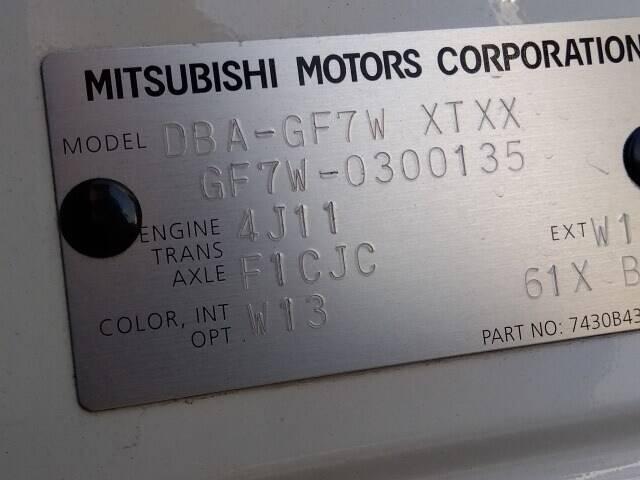 MITSUBISHI MOTORS CORPORATION
MODEL DBA-GF7W XTXX
GF7W-0300135
ENGINE 4J11 EXT W1
TRANS
AXLE F1CJC 61X B
COLOR, INT
OPT. W13
PART NO: 7430B43